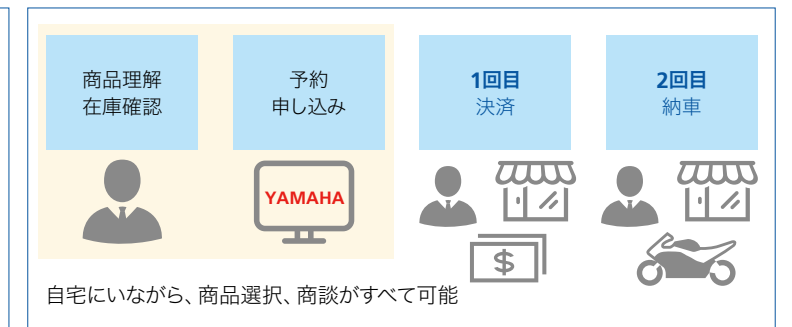 商品理解
在庫確認
予約
申し込み
1回目
決済
2回目
納車
YAMAHA
$
自宅にいながら、商品選択、商談がすべて可能